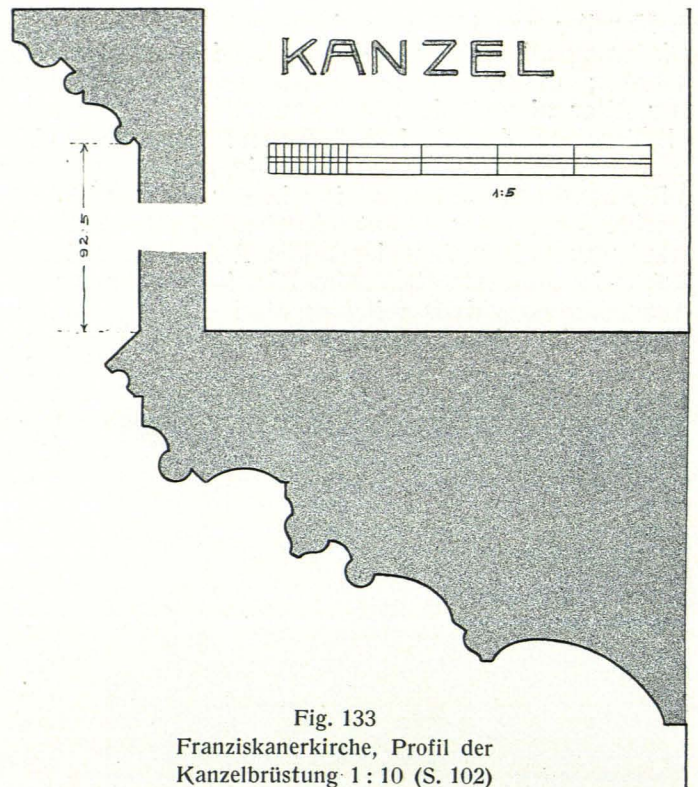 KANZEL
1:5
92·5
Fig. 133
Franziskanerkirche, Profil der
Kanzelbrüstung 1 : 10 (S. 102)